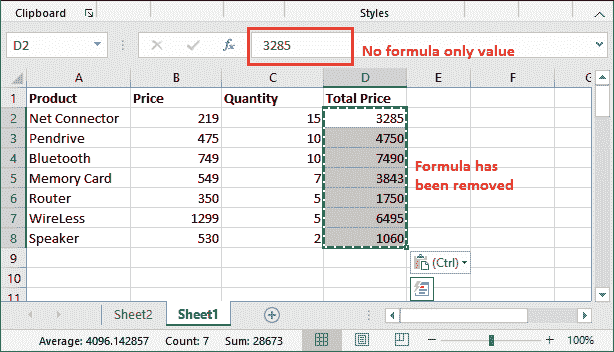 Clipboard Styles
D2 fx 3285
No formula only value
A B C D E F G
1 Product Price Quantity Total Price
2 Net Connector 219 15 3285
3 Pendrive 475 10 4750
4 Bluetooth 749 10 7490
5 Memory Card 549 7 3843
6 Router 350 5 1750
7 WireLess 1299 5 6495
8 Speaker 530 2 1060
Formula has
been removed
9
(Ctrl)
10
11
Sheet2 Sheet1
Average: 4096.142857 Count: 7 Sum: 28673